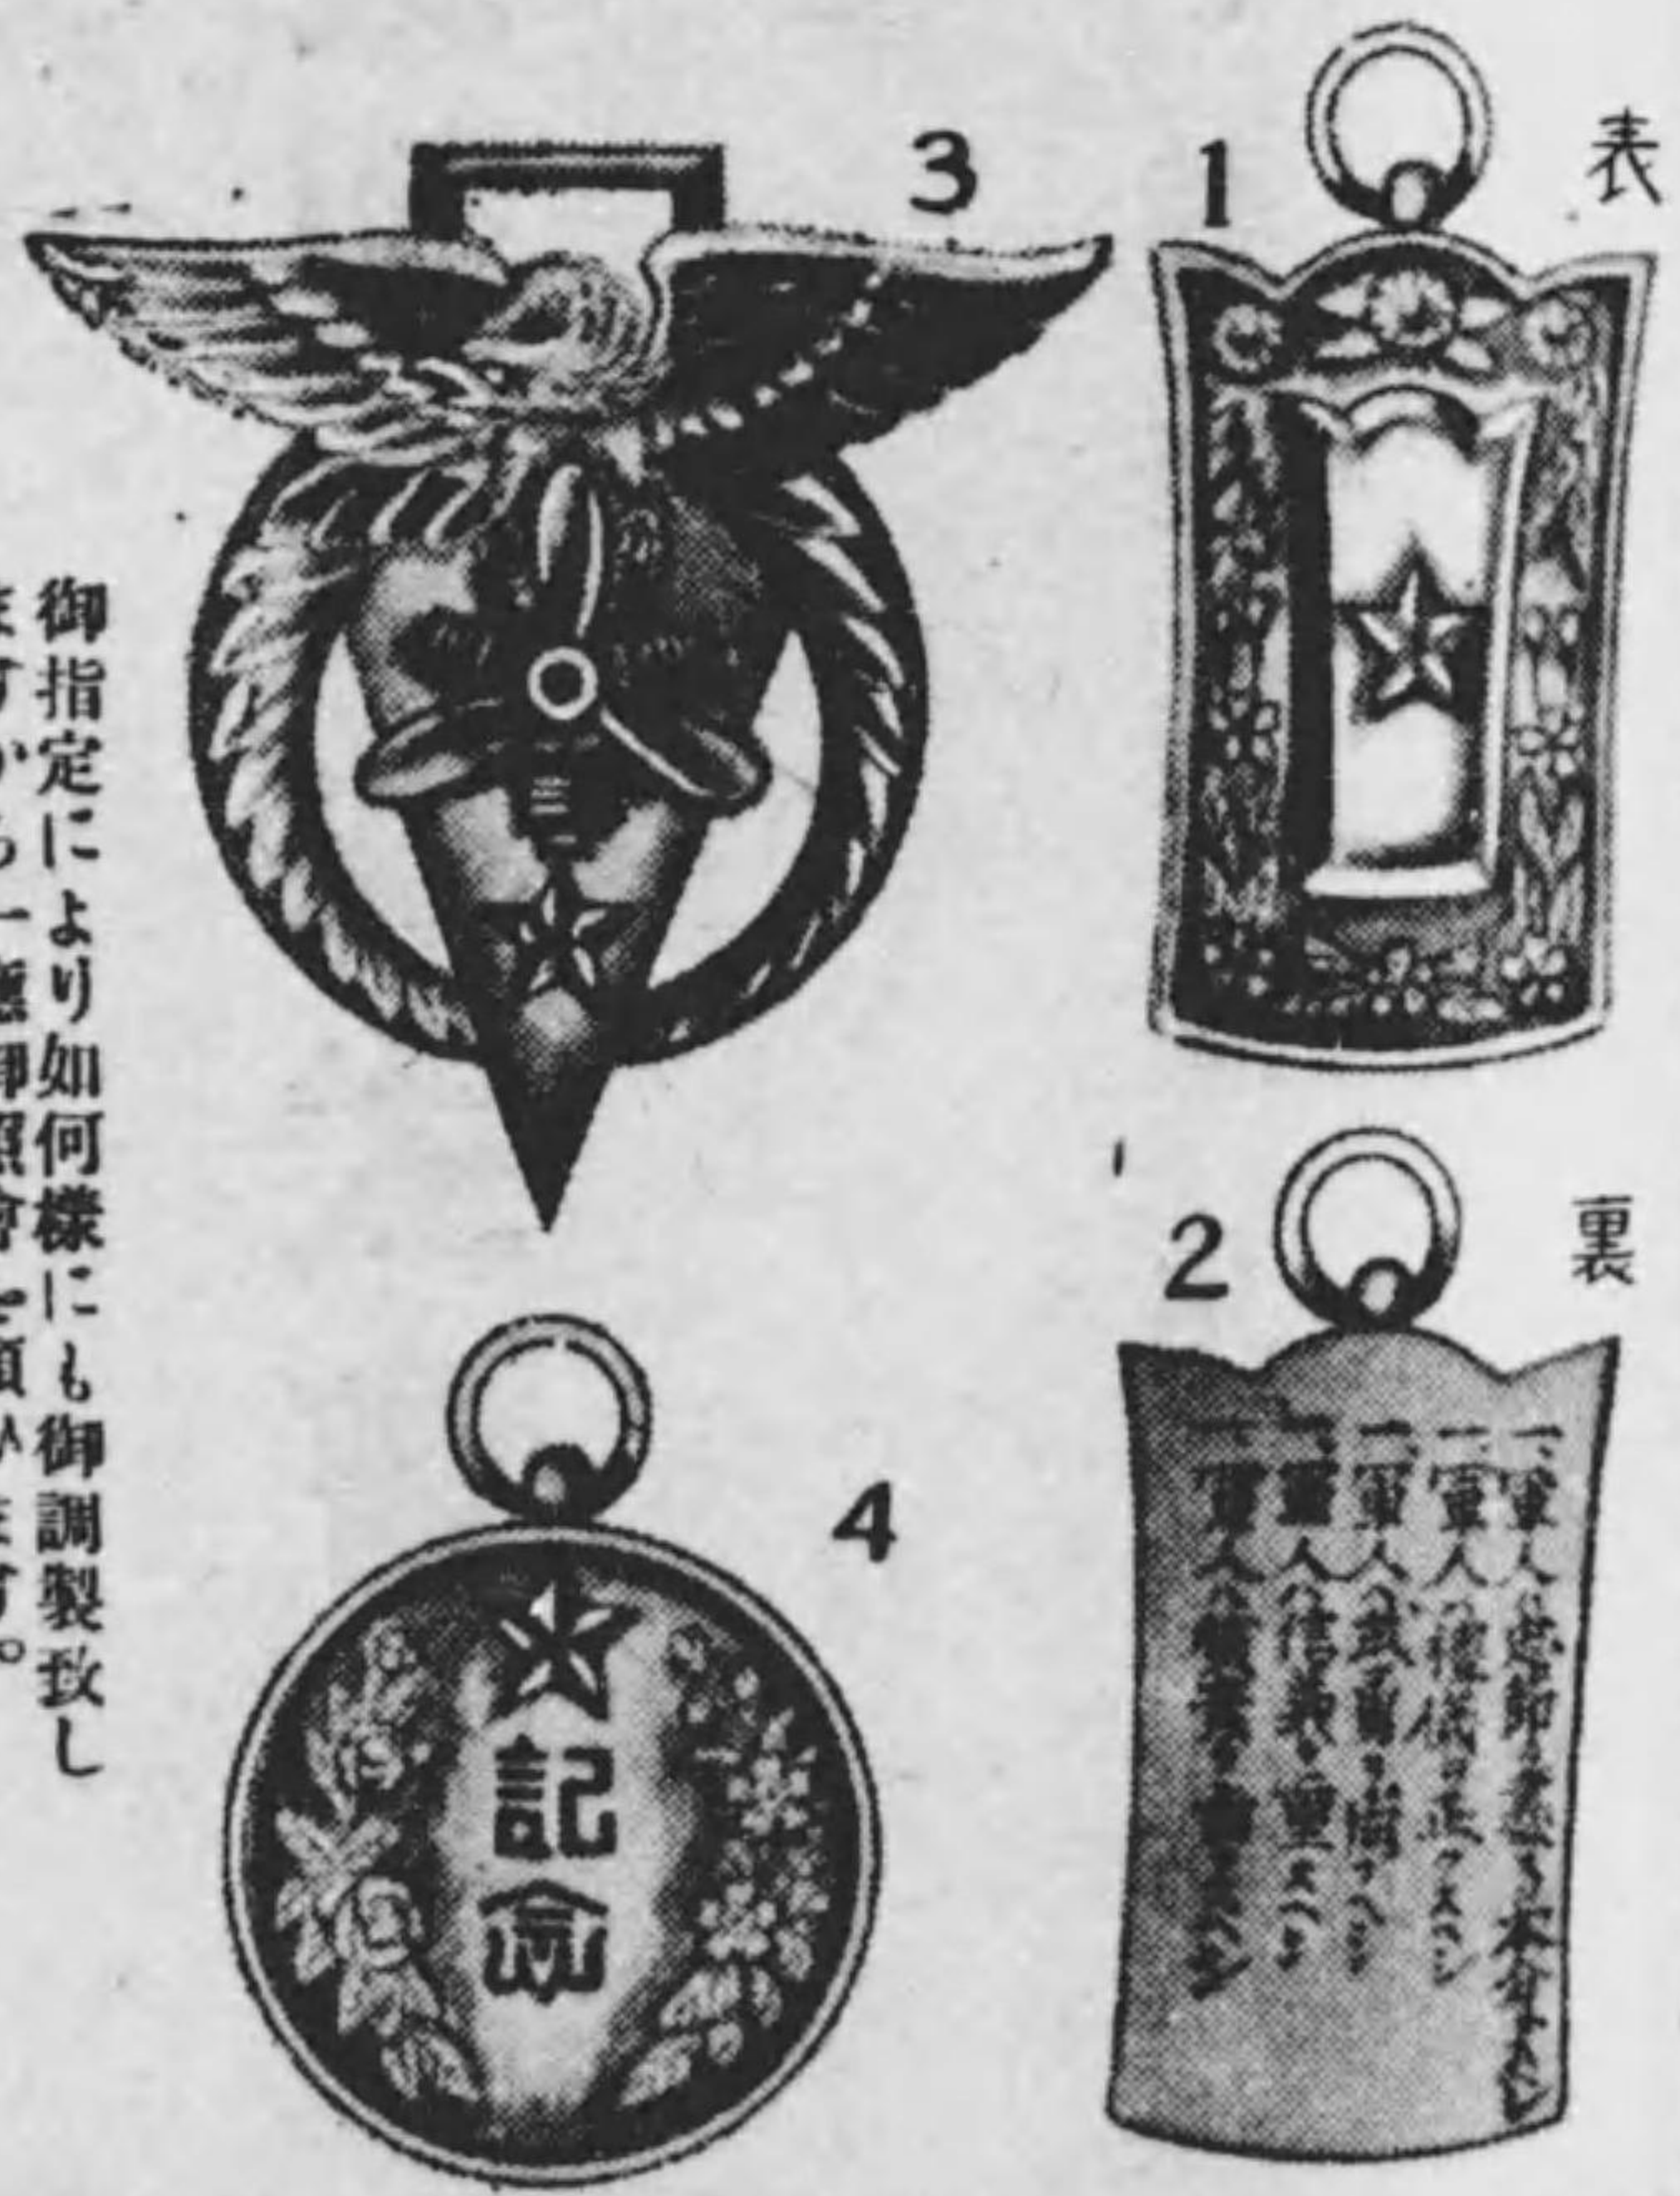 表
1
3
裏
2
一、軍人ハ忠節ヲ盡スヲ本分トスヘシ
一、軍人ハ禮儀ヲ正クスヘシ
一、軍人ハ武勇ヲ尚フヘシ
一、軍人ハ信義ヲ重スヘシ
一、軍人ハ質素ヲ旨トスヘシ
4
記念
御指定により如何樣にも御調製致し
ますから一應御照會を願ひます。